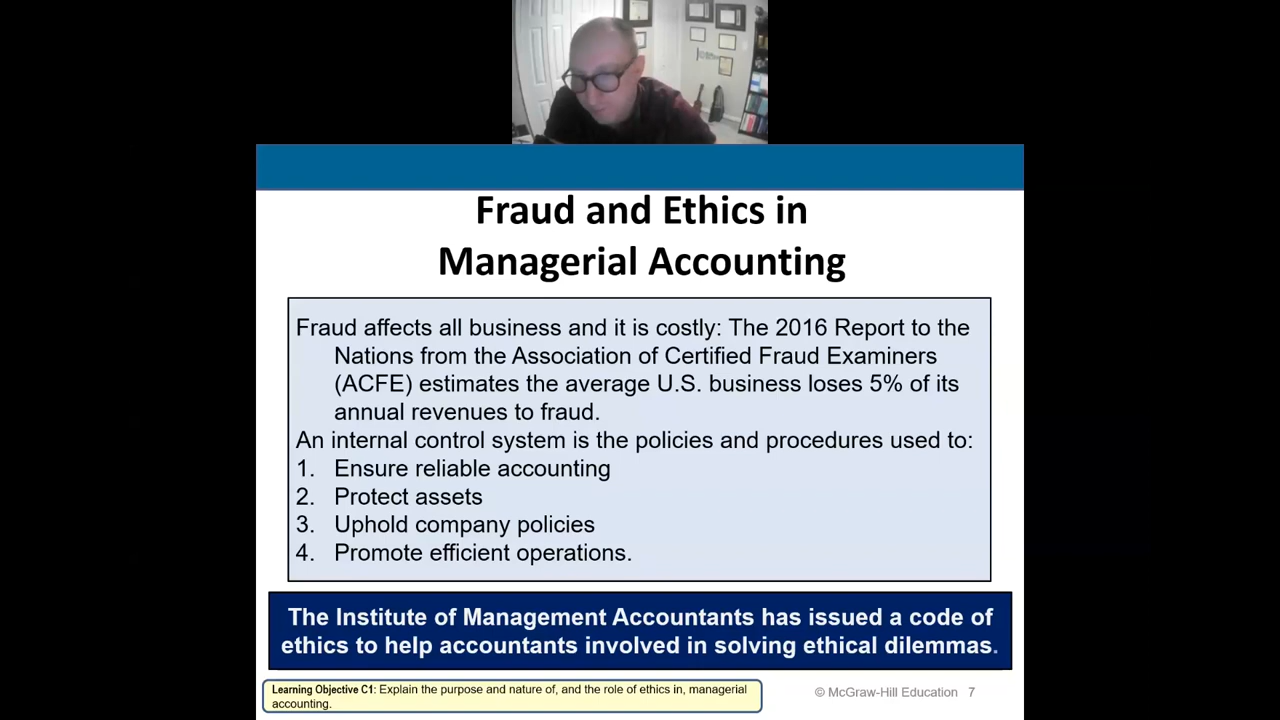 Fraud and Ethics in
Managerial Accounting
Fraud affects all business and it is costly: The 2016 Report to the
Nations from the Association of Certified Fraud Examiners
(ACFE) estimates the average U.S. business loses 5% of its
annual revenues to fraud.
An internal control system is the policies and procedures used to:
1. Ensure reliable accounting
2. Protect assets
3. Uphold company policies
4. Promote efficient operations.
The Institute of Management Accountants has issued a code of
ethics to help accountants involved in solving ethical dilemmas.
Learning Objective C1: Explain the purpose and nature of, and the role of ethics in, managerial
accounting.
© McGraw-Hill Education 7